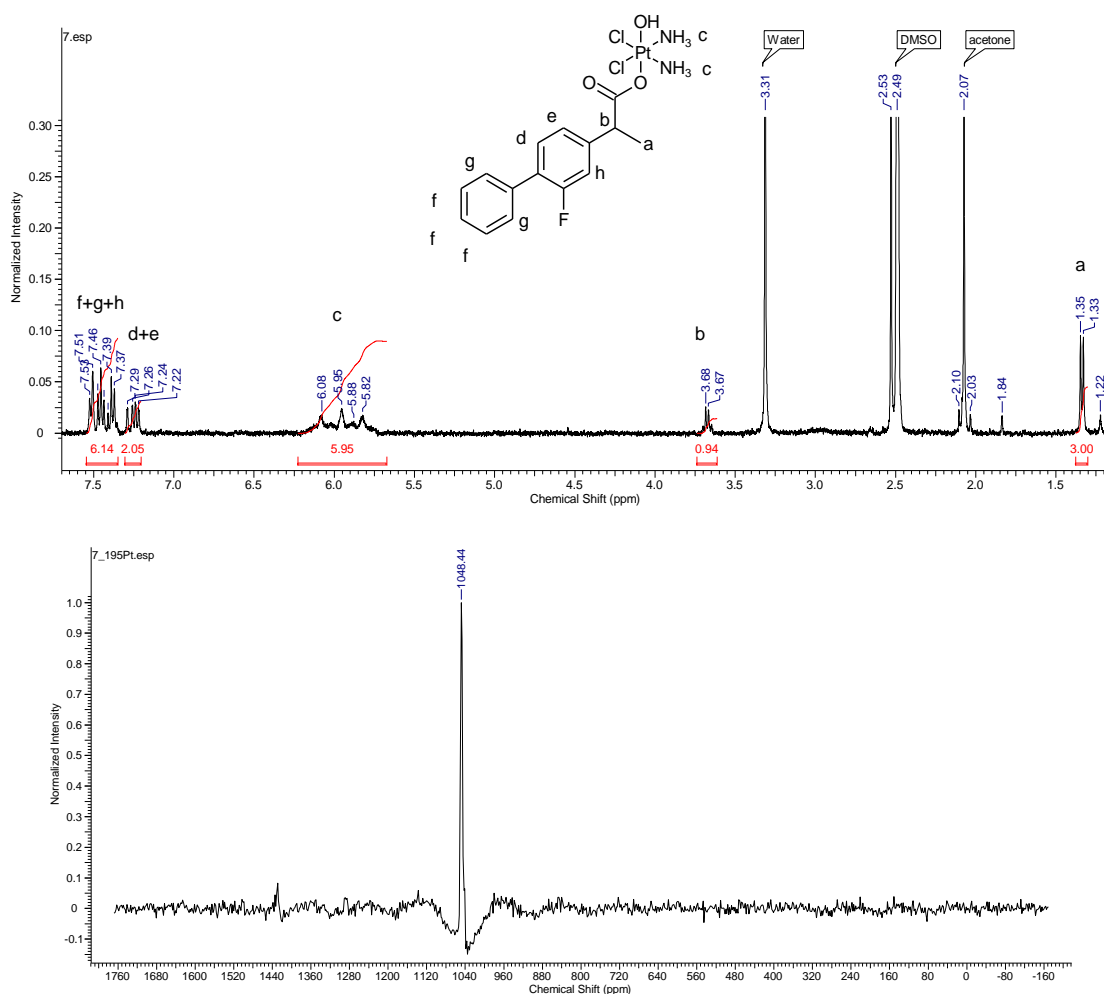 7.esp
OH
Cl NH3 c
Pt
Cl NH3 c
O O
b
e a
d
g h
f
g F
f
f
Water DMSO acetone
3.31 2.53 2.49 2.07
Normalized Intensity
0.30
0.25
0.20
0.15
0.10
0.05
0
f+g+h d+e c b a
7.53 7.51 7.46 7.39 7.37 7.29 7.26 7.24 7.22 6.08 5.95 5.88 5.82 3.68 3.67 2.10 2.03 1.84 1.35 1.33 1.22
6.14 2.05 5.95 0.94 3.00
7.5 7.0 6.5 6.0 5.5 5.0 4.5 4.0 3.5 3.0 2.5 2.0 1.5
Chemical Shift (ppm)
7_195Pt.esp
1048.44
Normalized Intensity
1.0
0.9
0.8
0.7
0.6
0.5
0.4
0.3
0.2
0.1
0
-0.1
1760 1680 1600 1520 1440 1360 1280 1200 1120 1040 960 880 800 720 640 560 480 400 320 240 160 80 0 -80 -160
Chemical Shift (ppm)